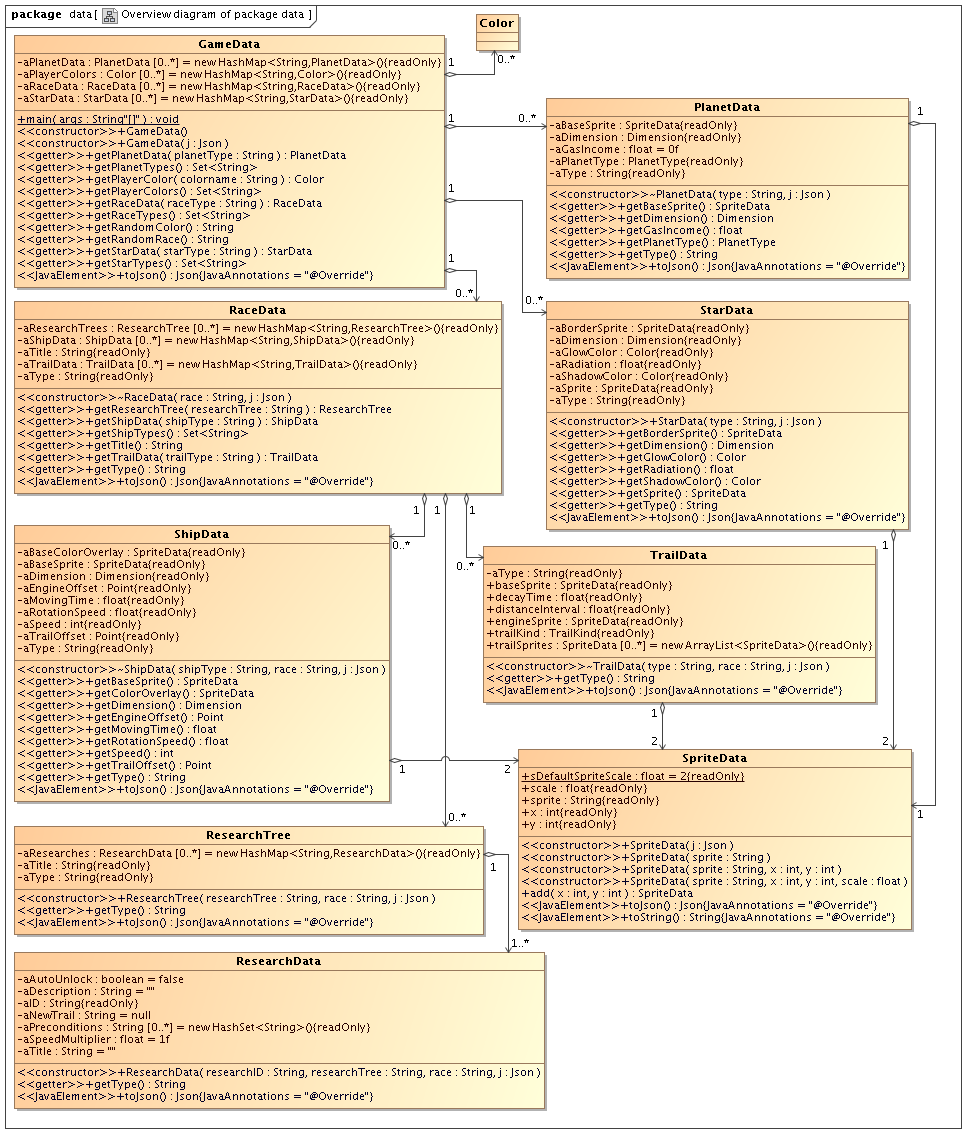 package data [ Overview diagram of package data ]
Color
GameData
-aPlanetData : PlanetData [0..*] = new HashMap<String,PlanetData>(){readOnly}
-aPlayerColors : Color [0..*] = new HashMap<String,Color>(){readOnly}
-aRaceData : RaceData [0..*] = new HashMap<String,RaceData>(){readOnly}
-aStarData : StarData [0..*] = new HashMap<String,StarData>(){readOnly}
+main( args : String"[]" ) : void
<<constructor>>+GameData()
<<constructor>>+GameData( j : Json )
<<getter>>+getPlanetData( planetType : String ) : PlanetData
<<getter>>+getPlanetTypes() : Set<String>
<<getter>>+getPlayerColor( colorname : String ) : Color
<<getter>>+getPlayerColors() : Set<String>
<<getter>>+getRaceData( raceType : String ) : RaceData
<<getter>>+getRaceTypes() : Set<String>
<<getter>>+getRandomColor() : String
<<getter>>+getRandomRace() : String
<<getter>>+getStarData( starType : String ) : StarData
<<getter>>+getStarTypes() : Set<String>
<<JavaElement>>+toJson() : Json{JavaAnnotations = "@Override"}
1
0..*
1
0..*
1
0..*
1
0..*
PlanetData
-aBaseSprite : SpriteData{readOnly}
-aDimension : Dimension{readOnly}
-aGasIncome : float = 0f
-aPlanetType : PlanetType{readOnly}
-aType : String{readOnly}
<<constructor>>~PlanetData( type : String, j : Json )
<<getter>>+getBaseSprite() : SpriteData
<<getter>>+getDimension() : Dimension
<<getter>>+getGasIncome() : float
<<getter>>+getPlanetType() : PlanetType
<<getter>>+getType() : String
<<JavaElement>>+toJson() : Json{JavaAnnotations = "@Override"}
1
RaceData
-aResearchTrees : ResearchTree [0..*] = new HashMap<String,ResearchTree>(){readOnly}
-aShipData : ShipData [0..*] = new HashMap<String,ShipData>(){readOnly}
-aTitle : String{readOnly}
-aTrailData : TrailData [0..*] = new HashMap<String,TrailData>(){readOnly}
-aType : String{readOnly}
<<constructor>>~RaceData( race : String, j : Json )
<<getter>>+getResearchTree( researchTree : String ) : ResearchTree
<<getter>>+getShipData( shipType : String ) : ShipData
<<getter>>+getShipTypes() : Set<String>
<<getter>>+getTitle() : String
<<getter>>+getTrailData( trailType : String ) : TrailData
<<getter>>+getType() : String
<<JavaElement>>+toJson() : Json{JavaAnnotations = "@Override"}
StarData
-aBorderSprite : SpriteData{readOnly}
-aDimension : Dimension{readOnly}
-aGlowColor : Color{readOnly}
-aRadiation : float{readOnly}
-aShadowColor : Color{readOnly}
-aSprite : SpriteData{readOnly}
-aType : String{readOnly}
<<constructor>>+StarData( type : String, j : Json )
<<getter>>+getBorderSprite() : SpriteData
<<getter>>+getDimension() : Dimension
<<getter>>+getGlowColor() : Color
<<getter>>+getRadiation() : float
<<getter>>+getShadowColor() : Color
<<getter>>+getSprite() : SpriteData
<<getter>>+getType() : String
<<JavaElement>>+toJson() : Json{JavaAnnotations = "@Override"}
1
1
1
1
0..*
0..*
ShipData
-aBaseColorOverlay : SpriteData{readOnly}
-aBaseSprite : SpriteData{readOnly}
-aDimension : Dimension{readOnly}
-aEngineOffset : Point{readOnly}
-aMovingTime : float{readOnly}
-aRotationSpeed : float{readOnly}
-aSpeed : int{readOnly}
-aTrailOffset : Point{readOnly}
-aType : String{readOnly}
<<constructor>>~ShipData( shipType : String, race : String, j : Json )
<<getter>>+getBaseSprite() : SpriteData
<<getter>>+getColorOverlay() : SpriteData
<<getter>>+getDimension() : Dimension
<<getter>>+getEngineOffset() : Point
<<getter>>+getMovingTime() : float
<<getter>>+getRotationSpeed() : float
<<getter>>+getSpeed() : int
<<getter>>+getTrailOffset() : Point
<<getter>>+getType() : String
<<JavaElement>>+toJson() : Json{JavaAnnotations = "@Override"}
TrailData
-aType : String{readOnly}
+baseSprite : SpriteData{readOnly}
+decayTime : float{readOnly}
+distanceInterval : float{readOnly}
+engineSprite : SpriteData{readOnly}
+trailKind : TrailKind{readOnly}
+trailSprites : SpriteData [0..*] = new ArrayList<SpriteData>(){readOnly}
<<constructor>>~TrailData( type : String, race : String, j : Json )
<<getter>>+getType() : String
<<JavaElement>>+toJson() : Json{JavaAnnotations = "@Override"}
1
2
2
1
2
1
0..*
SpriteData
+sDefaultSpriteScale : float = 2{readOnly}
+scale : float{readOnly}
+sprite : String{readOnly}
+x : int{readOnly}
+y : int{readOnly}
<<constructor>>+SpriteData( j : Json )
<<constructor>>+SpriteData( sprite : String )
<<constructor>>+SpriteData( sprite : String, x : int, y : int )
<<constructor>>+SpriteData( sprite : String, x : int, y : int, scale : float )
+add( x : int, y : int ) : SpriteData
<<JavaElement>>+toJson() : Json{JavaAnnotations = "@Override"}
<<JavaElement>>+toString() : String{JavaAnnotations = "@Override"}
ResearchTree
-aResearches : ResearchData [0..*] = new HashMap<String,ResearchData>(){readOnly}
-aTitle : String{readOnly}
-aType : String{readOnly}
<<constructor>>+ResearchTree( researchTree : String, race : String, j : Json )
<<getter>>+getType() : String
<<JavaElement>>+toJson() : Json{JavaAnnotations = "@Override"}
1
1..*
ResearchData
-aAutoUnlock : boolean = false
-aDescription : String = ""
-aID : String{readOnly}
-aNewTrail : String = null
-aPreconditions : String [0..*] = new HashSet<String>(){readOnly}
-aSpeedMultiplier : float = 1f
-aTitle : String = ""
<<constructor>>+ResearchData( researchID : String, researchTree : String, race : String, j : Json )
<<getter>>+getType() : String
<<JavaElement>>+toJson() : Json{JavaAnnotations = "@Override"}